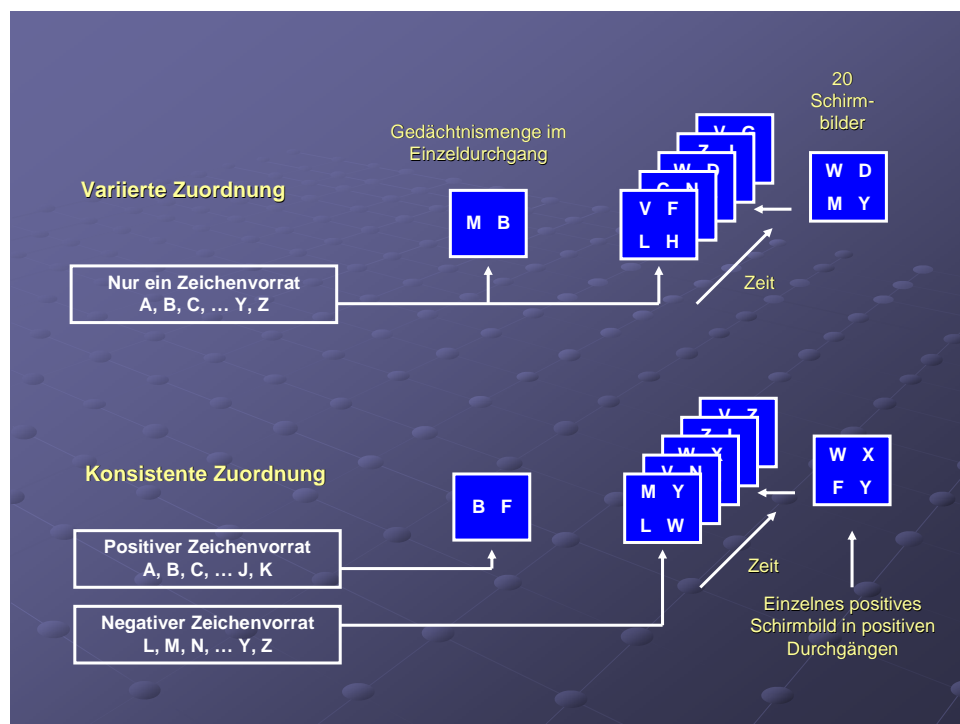 20
Schirm-
bilder
Gedächtnismenge im
Einzeldurchgang
Variierte Zuordnung
M B
V F
L H
W D
M Y
Nur ein Zeichenvorrat
A, B, C, … Y, Z
Zeit
Konsistente Zuordnung
B F
M Y
L W
W X
F Y
Positiver Zeichenvorrat
A, B, C, … J, K
Zeit
Negativer Zeichenvorrat
L, M, N, … Y, Z
Einzelnes positives
Schirmbild in positiven
Durchgängen